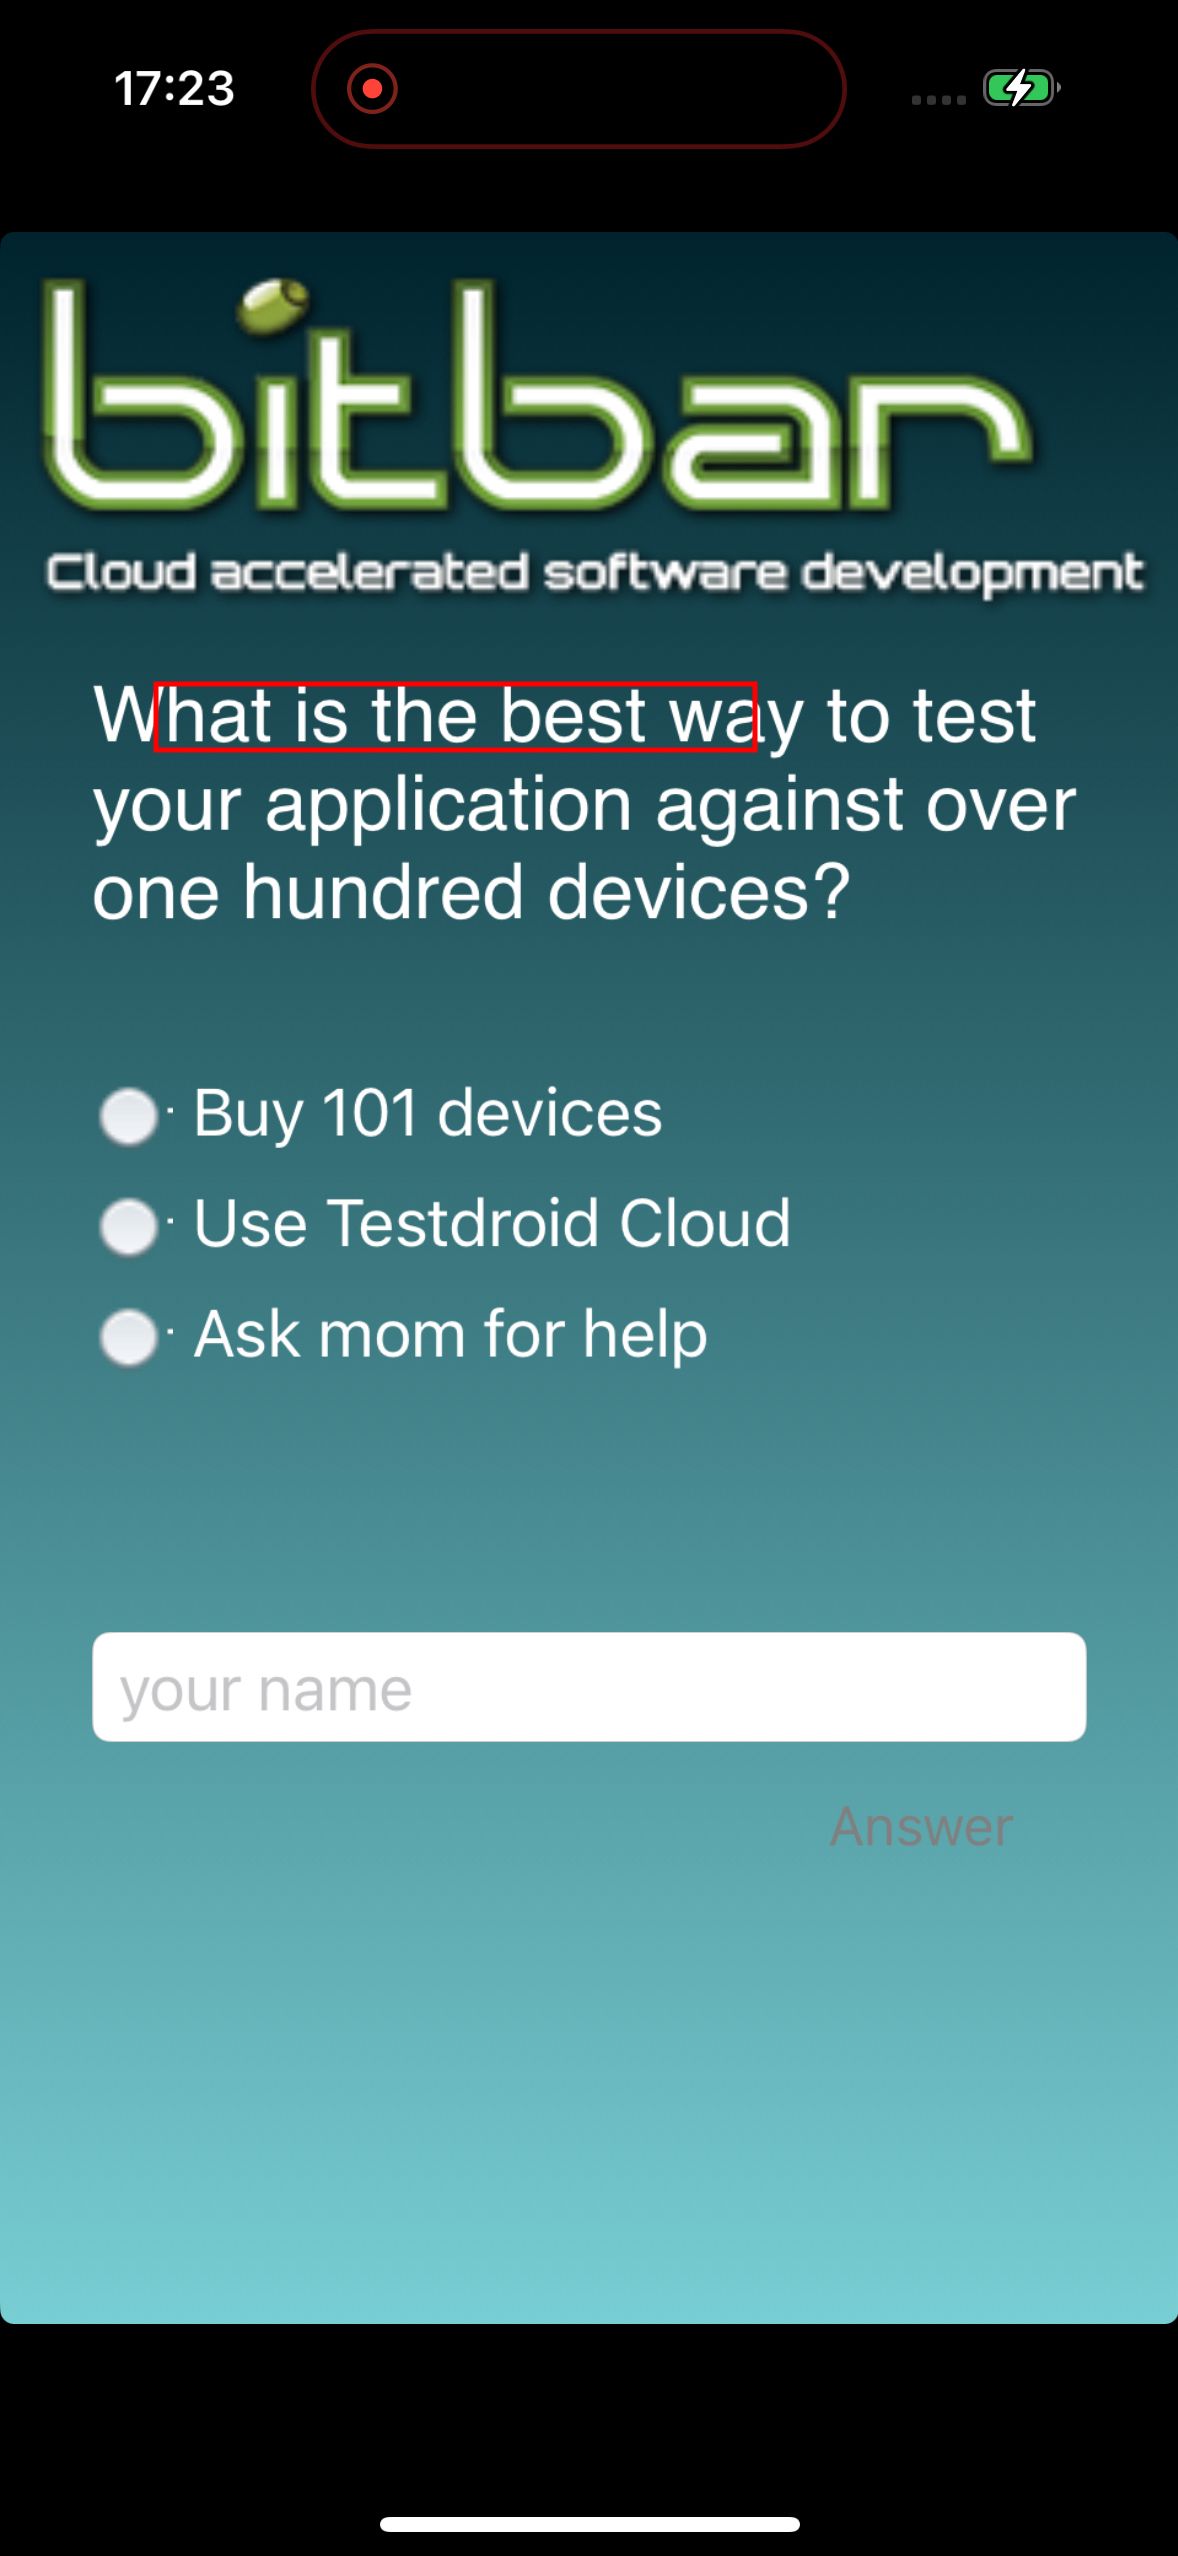 17:23
bitbar
Cloud accelerated software development
What is the best way to test
your application against over
one hundred devices?
Buy 101 devices
Use Testdroid Cloud
Ask mom for help
your name
Answer